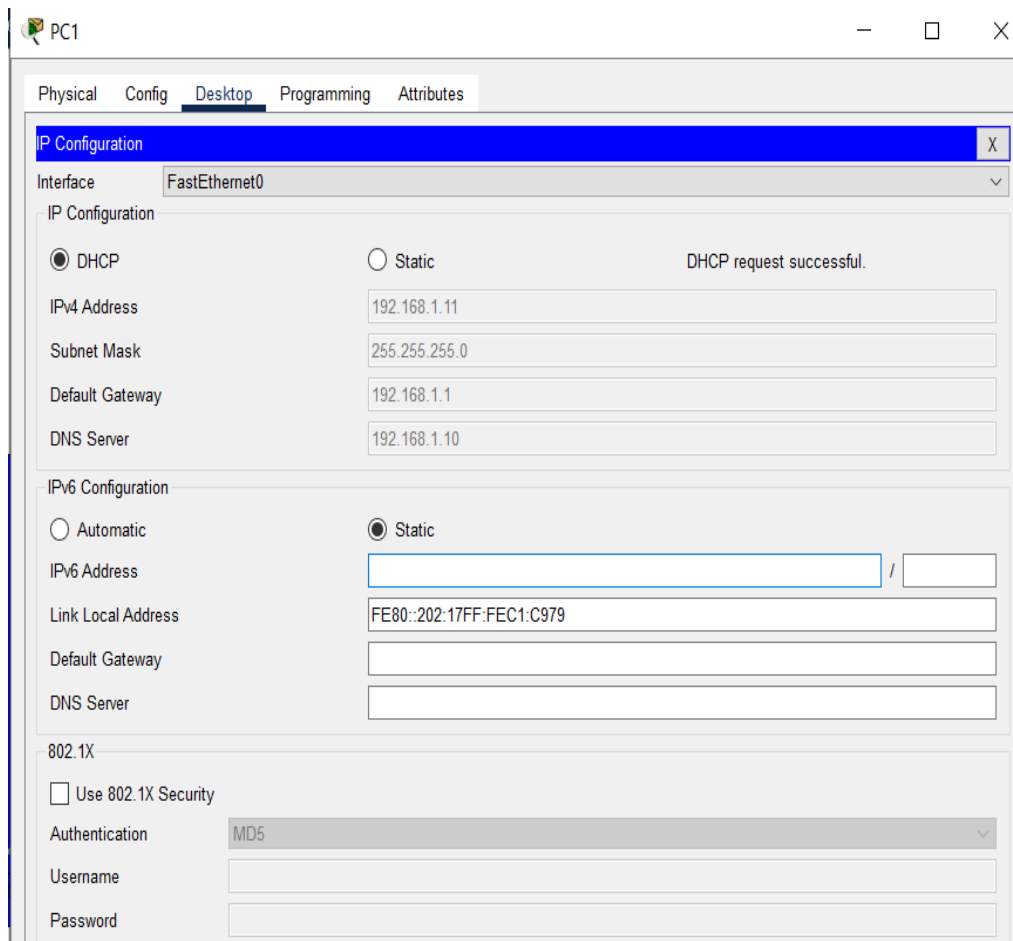 PC1
Physical Config Desktop Programming Attributes
IP Configuration X
Interface FastEthernet0
IP Configuration
DHCP Static DHCP request successful.
IPv4 Address 192.168.1.11
Subnet Mask 255.255.255.0
Default Gateway 192.168.1.1
DNS Server 192.168.1.10
IPv6 Configuration
Automatic Static
IPv6 Address /
Link Local Address FE80::202:17FF:FEC1:C979
Default Gateway
DNS Server
802.1X
Use 802.1X Security
Authentication MD5
Username
Password